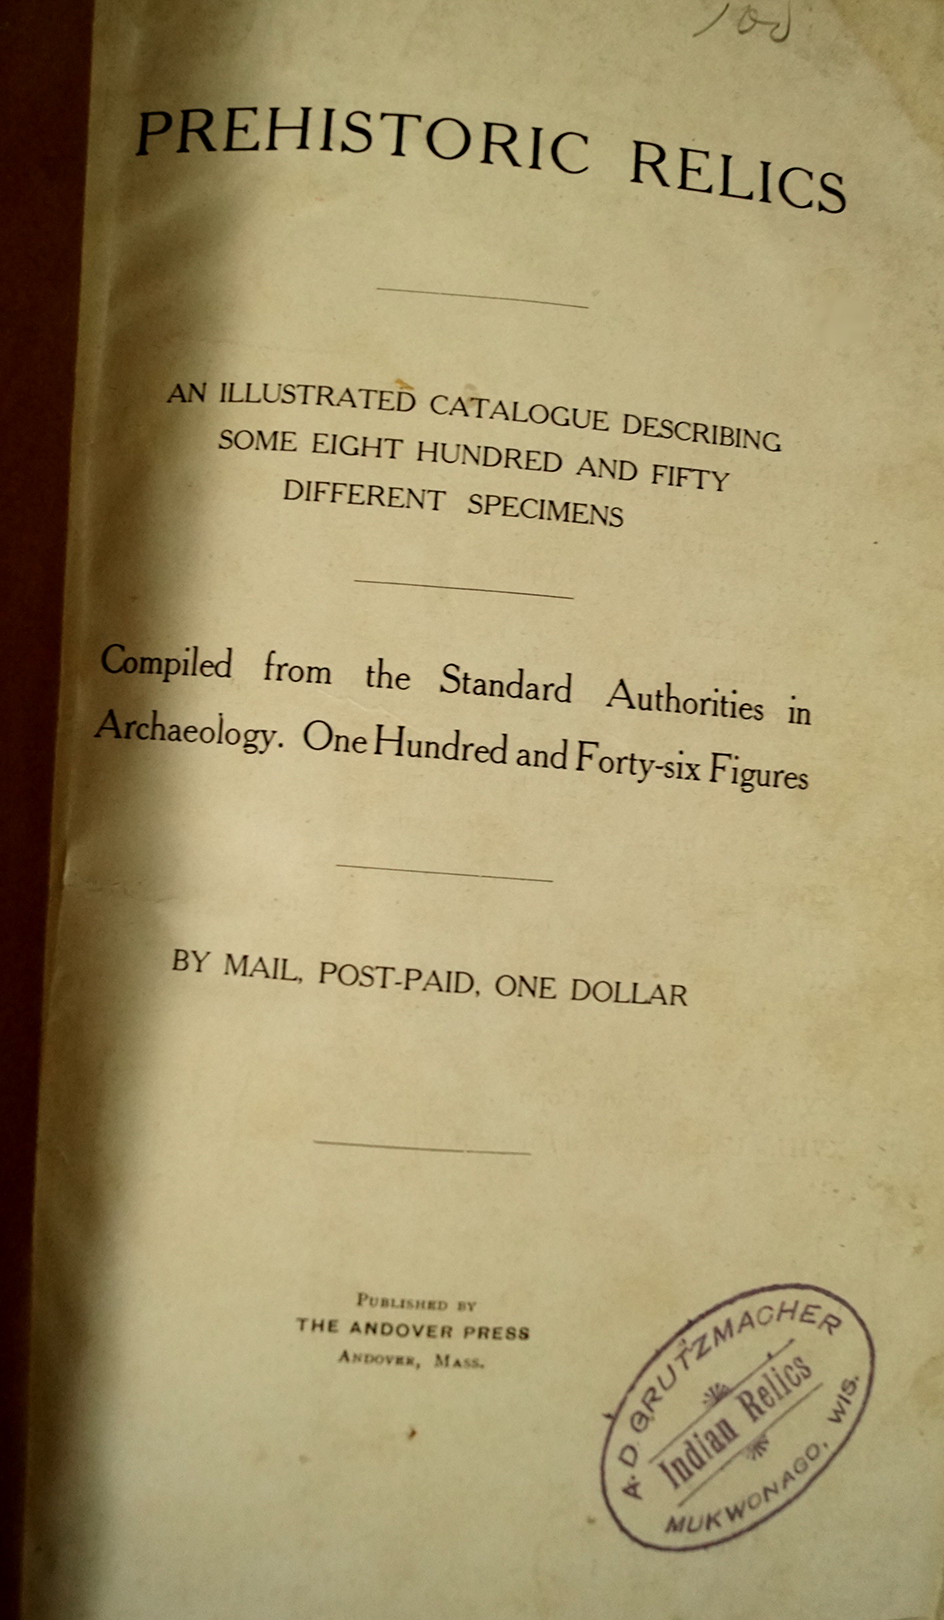 PREHISTORIC RELICS
AN ILLUSTRATED CATALOGUE DESCRIBING
SOME EIGHT HUNDRED AND FIFTY
DIFFERENT SPECIMENS
Compiled from the Standard Authorities in
Archaeology. One Hundred and Forty-six Figures
BY MAIL, POST-PAID, ONE DOLLAR
PUBLISHED BY
THE ANDOVER PRESS
ANDOVER, MASS.
A. D. GRUTZMACHER
Indian Relics
MUKWONAGO, WIS.